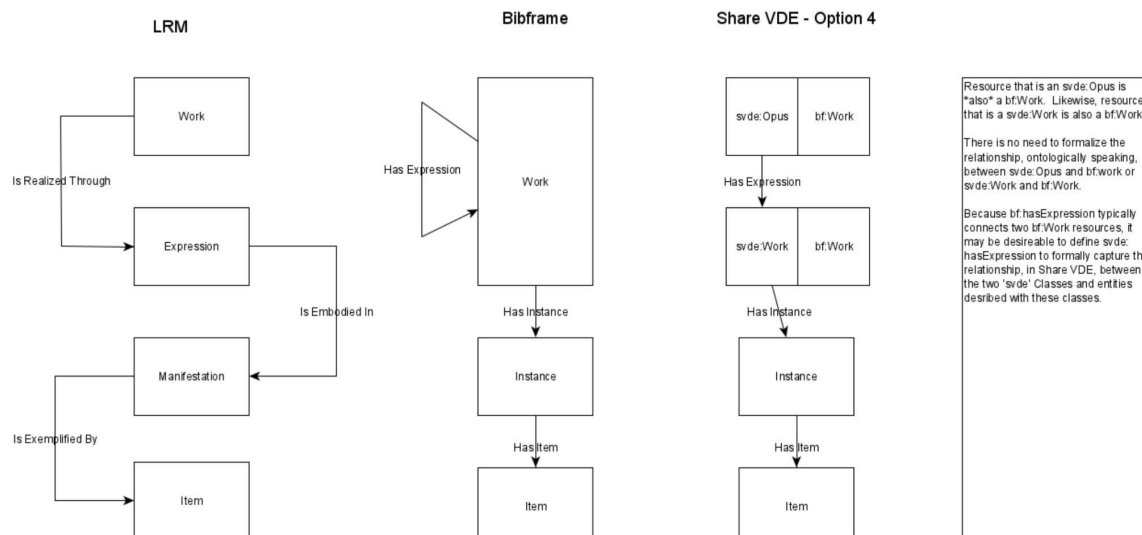 LRM
Bibframe
Share VDE - Option 4
Work
Is Realized Through
Expression
Is Embodied In
Manifestation
Is Exemplified By
Item
Has Expression
Work
Has Instance
Instance
Has Item
Item
svde:Opus
bf:Work
Has Expression
svde:Work
bf:Work
Has Instance
Instance
Has Item
Item
Resource that is an svde:Opus is
*also* a bf:Work. Likewise, resource
that is a svde:Work is also a bf:Work
There is no need to formalize the
relationship, ontologically speaking,
between svde:Opus and bf:work or
svde:Work and bf:Work.
Because bf:hasExpression typically
connects two bf:Work resources, it
may be desireable to define svde:
hasExpression to formally capture th
relationship, in Share VDE, between
the two 'svde' Classes and entities
desribed with these classes.